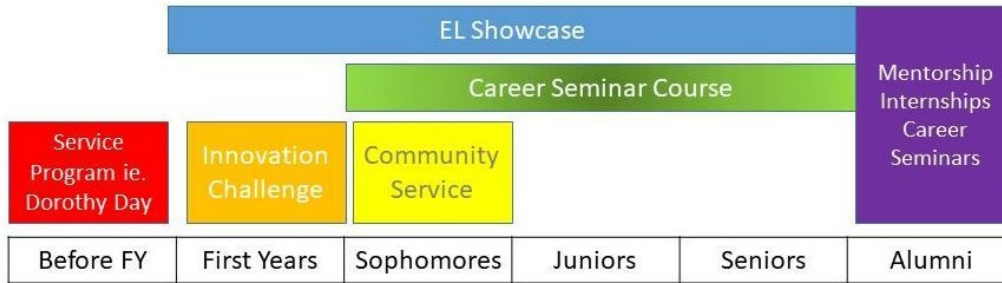 EL Showcase
Career Seminar Course
Mentorship
Internships
Career
Seminars
Service
Program ie.
Dorothy Day
Innovation
Challenge
Community
Service
Before FY
First Years
Sophomores
Juniors
Seniors
Alumni